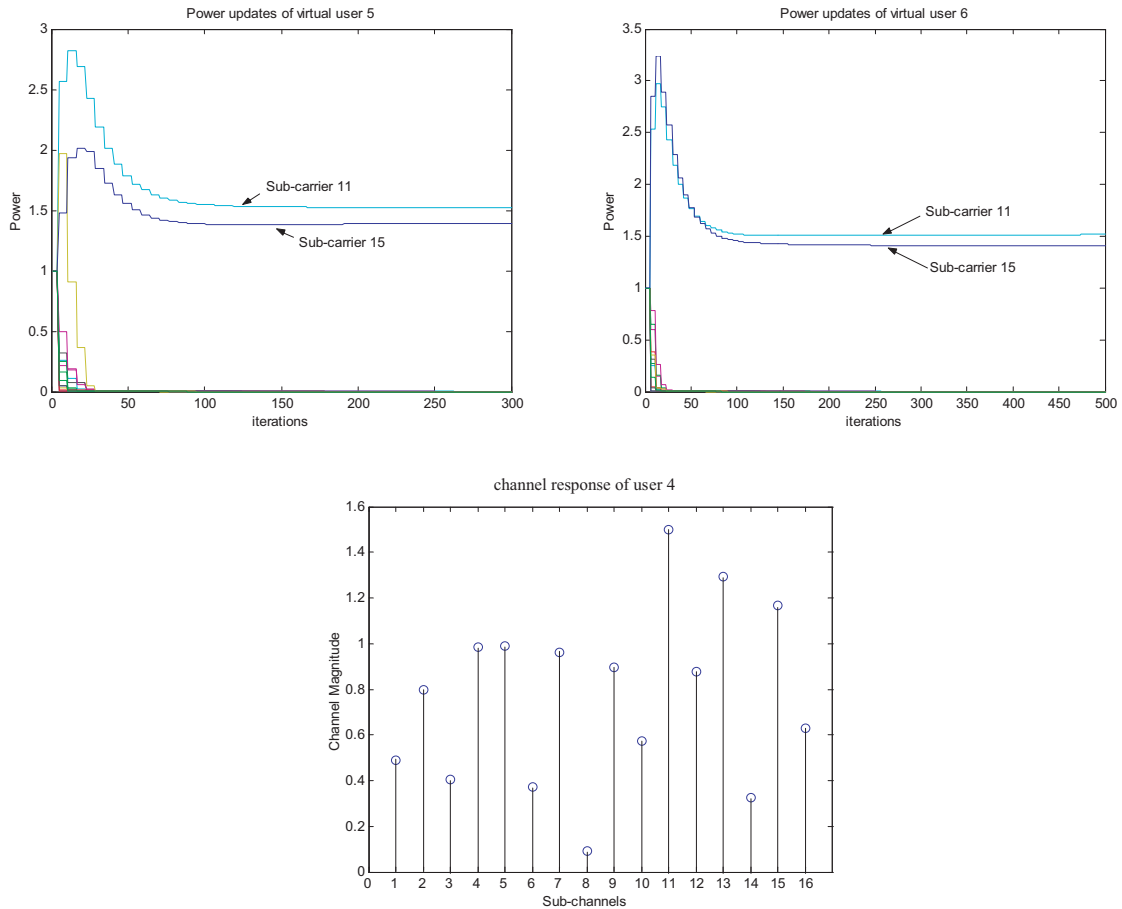 Power updates of virtual user 5
3
2.5
2
1.5
1
0.5
0
Power
Sub-carrier 11
Sub-carrier 15
0 50 100 150 200 250 300
iterations
Power updates of virtual user 6
3.5
3
2.5
2
1.5
1
0.5
0
Power
Sub-carrier 11
Sub-carrier 15
0 50 100 150 200 250 300 350 400 450 500
iterations
channel response of user 4
1.6
1.4
1.2
1
0.8
0.6
0.4
0.2
0
Channel Magnitude
0 1 2 3 4 5 6 7 8 9 10 11 12 13 14 15 16
Sub-channels